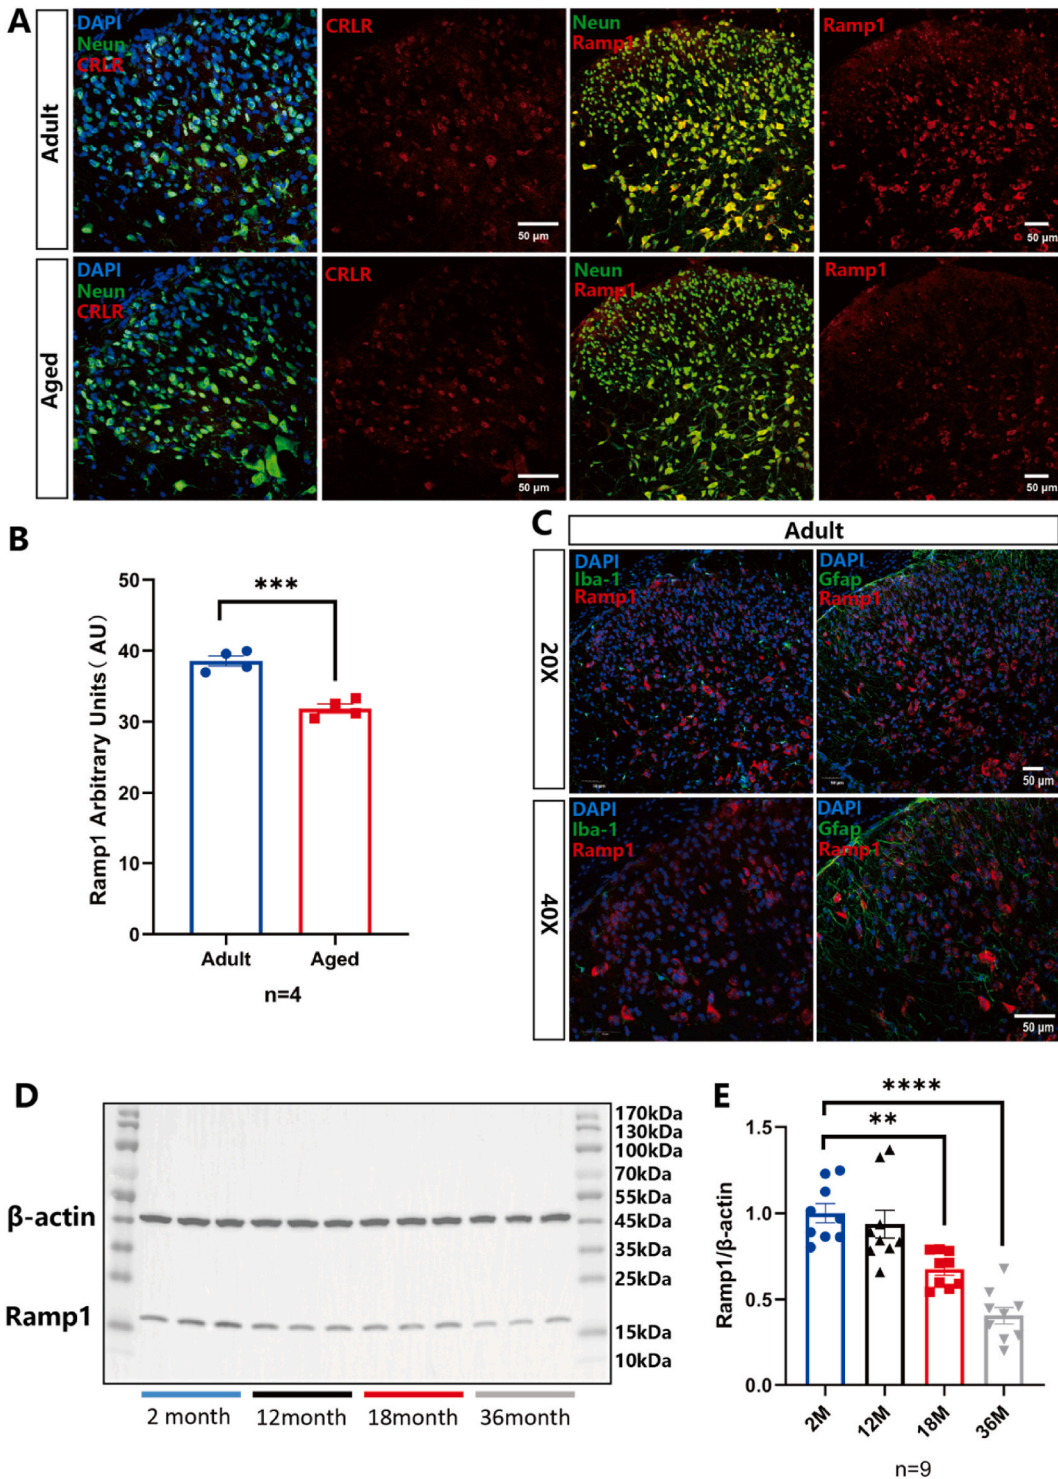 A
Adult
DAPI
Neun
CRLR
CRLR
50 μm
Neun
Ramp1
Ramp1
50 μm
Aged
DAPI
Neun
CRLR
CRLR
50 μm
Neun
Ramp1
Ramp1
50 μm
B
Ramp1 Arbitrary Units ( AU)
50
40
30
20
10
0
***
Adult
Aged
n=4
C
Adult
20X
DAPI
Iba-1
Ramp1
DAPI
Gfap
Ramp1
50 μm
40X
DAPI
Iba-1
Ramp1
DAPI
Gfap
Ramp1
50 μm
D
β-actin
Ramp1
170kDa
130kDa
100kDa
70kDa
55kDa
45kDa
35kDa
25kDa
15kDa
10kDa
2 month
12month
18month
36month
E
Ramp1/β-actin
1.5
1.0
0.5
0.0
****
**
2M
12M
18M
36M
n=9